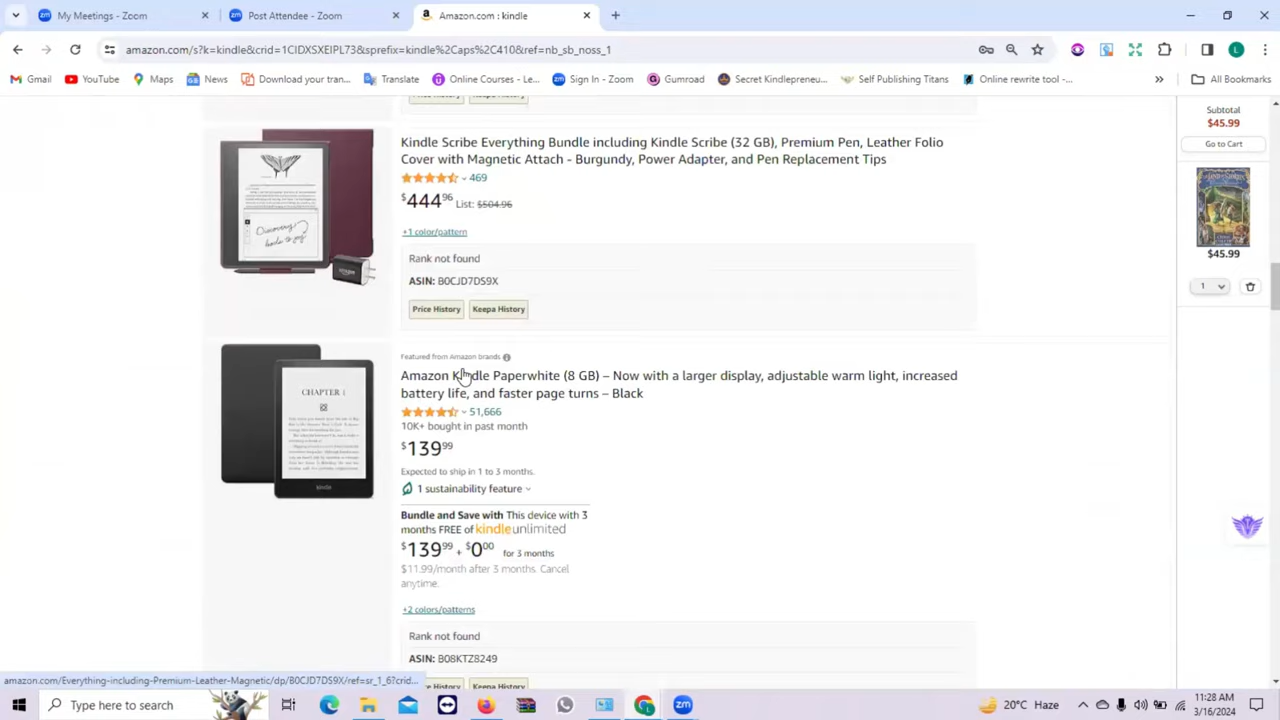 My Meetings - Zoom
Post Attendee - Zoom
Amazon.com : kindle
amazon.com/s?k=kindle&crid=1CIDXSXEIPL73&sprefix=kindle%2Caps%2C410&ref=nb_sb_noss_1
Gmail YouTube Maps News Download your tran... Translate Online Courses - Le... Sign In - Zoom Gumroad Secret Kindlepreneu... Self Publishing Titans Online rewrite tool -... » All Bookmarks
Subtotal
$45.99
Go to Cart
Kindle Scribe Everything Bundle including Kindle Scribe (32 GB), Premium Pen, Leather Folio
Cover with Magnetic Attach - Burgundy, Power Adapter, and Pen Replacement Tips
469
$444 96 List: $504.96
+1 color/pattern
Rank not found
ASIN: B0CJD7DS9X
Price History Keepa History
$45.99
1
Featured from Amazon brands
Amazon Kindle Paperwhite (8 GB) – Now with a larger display, adjustable warm light, increased
battery life, and faster page turns – Black
51,666
10K+ bought in past month
$139 99
Expected to ship in 1 to 3 months.
1 sustainability feature
Bundle and Save with This device with 3
months FREE of kindleunlimited
$139 99 + $0 00 for 3 months
$11.99/month after 3 months. Cancel
anytime.
+2 colors/patterns
Rank not found
ASIN: B08KTZ8249
CHAPTER 1
kindle
amazon.com/Everything-including-Premium-Leather-Magnetic/dp/B0CJD7DS9X/ref=sr_1_6?crid...
Type here to search
20°C Haze
11:28 AM
3/16/2024
L